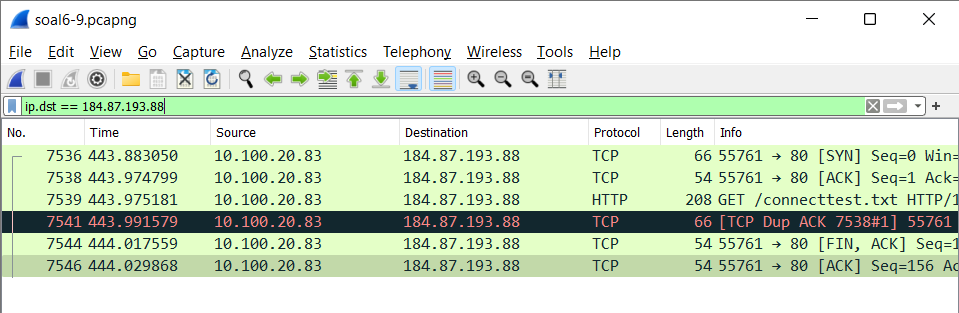 soal6-9.pcapng
File Edit View Go Capture Analyze Statistics Telephony Wireless Tools Help
ip.dst == 184.87.193.88
No. Time Source Destination Protocol Length Info
7536 443.883050 10.100.20.83 184.87.193.88 TCP 66 55761 → 80 [SYN] Seq=0 Win=
7538 443.974799 10.100.20.83 184.87.193.88 TCP 54 55761 → 80 [ACK] Seq=1 Ack=
7539 443.975181 10.100.20.83 184.87.193.88 HTTP 208 GET /connecttest.txt HTTP/1
7541 443.991579 10.100.20.83 184.87.193.88 TCP 66 [TCP Dup ACK 7538#1] 55761
7544 444.017559 10.100.20.83 184.87.193.88 TCP 54 55761 → 80 [FIN, ACK] Seq=1
7546 444.029868 10.100.20.83 184.87.193.88 TCP 54 55761 → 80 [ACK] Seq=156 Ac